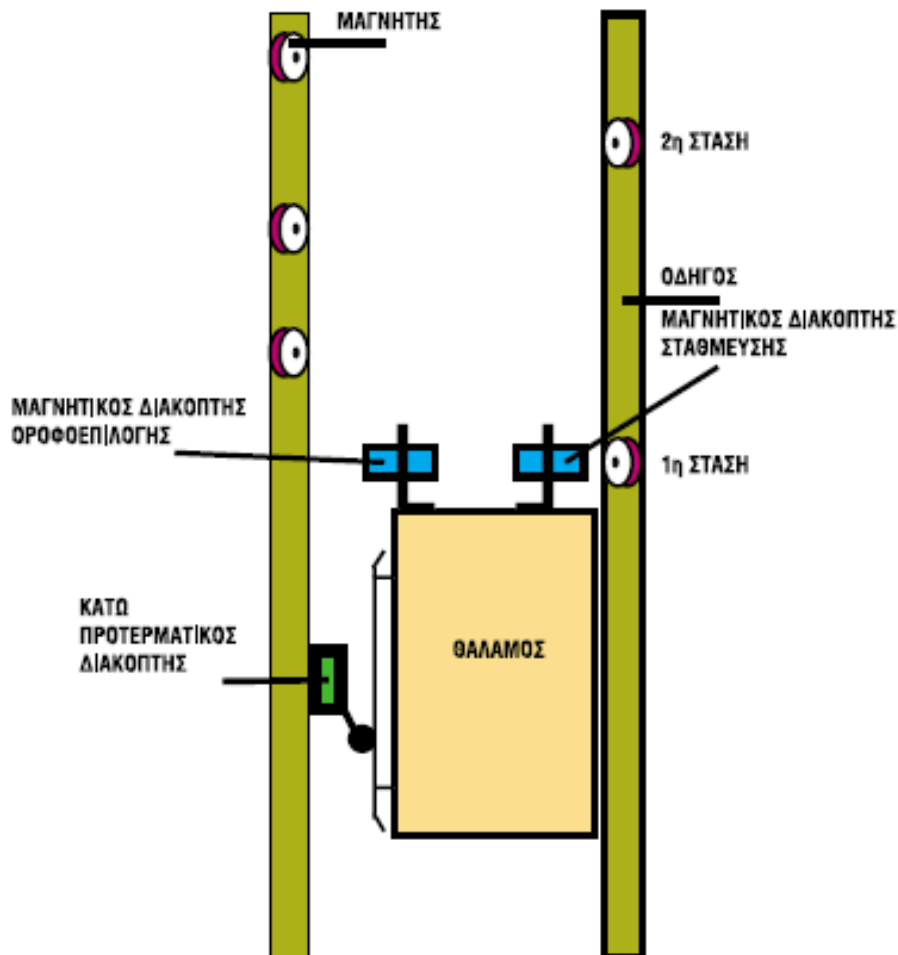 ΜΑΓΝΗΤΗΣ
2η ΣΤΑΣΗ
ΟΔΗΓΟΣ
ΜΑΓΝΗΤΙΚΟΣ ΔΙΑΚΟΠΤΗΣ
ΣΤΑΘΜΕΥΣΗΣ
ΜΑΓΝΗΤΙΚΟΣ ΔΙΑΚΟΠΤΗΣ
ΟΡΟΦΟΕΠΙΛΟΓΗΣ
1η ΣΤΑΣΗ
ΚΑΤΩ
ΠΡΟΤΕΡΜΑΤΙΚΟΣ
ΔΙΑΚΟΠΤΗΣ
ΘΑΛΑΜΟΣ